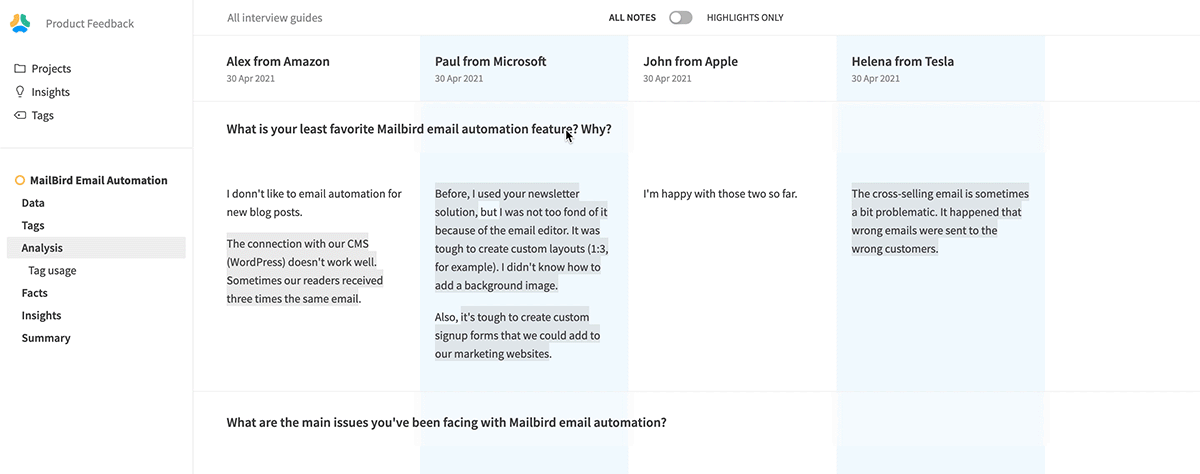 Product Feedback
Projects
Insights
Tags
MailBird Email Automation
Data
Tags
Analysis
Tag usage
Facts
Insights
Summary
All interview guides
ALL NOTES
HIGHLIGHTS ONLY
Alex from Amazon
30 Apr 2021
Paul from Microsoft
30 Apr 2021
John from Apple
30 Apr 2021
Helena from Tesla
30 Apr 2021
What is your least favorite Mailbird email automation feature? Why?
I donn't like to email automation for
new blog posts.
The connection with our CMS
(WordPress) doesn't work well.
Sometimes our readers received
three times the same email.
Before, I used your newsletter
solution, but I was not too fond of it
because of the email editor. It was
tough to create custom layouts (1:3,
for example). I didn't know how to
add a background image.
Also, it's tough to create custom
signup forms that we could add to
our marketing websites.
I'm happy with those two so far.
The cross-selling email is sometimes
a bit problematic. It happened that
wrong emails were sent to the
wrong customers.
What are the main issues you've been facing with Mailbird email automation?